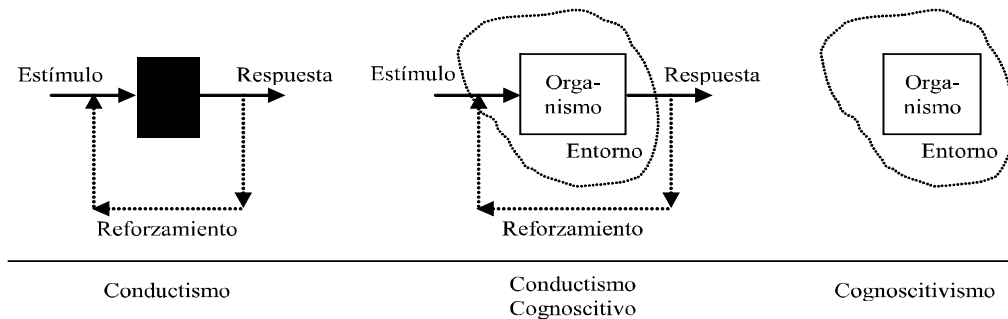 Estímulo
Respuesta
Reforzamiento
Conductismo
Estímulo
Orga-
nismo
Respuesta
Entorno
Reforzamiento
Conductismo
Cognoscitivo
Orga-
nismo
Entorno
Cognoscitivismo